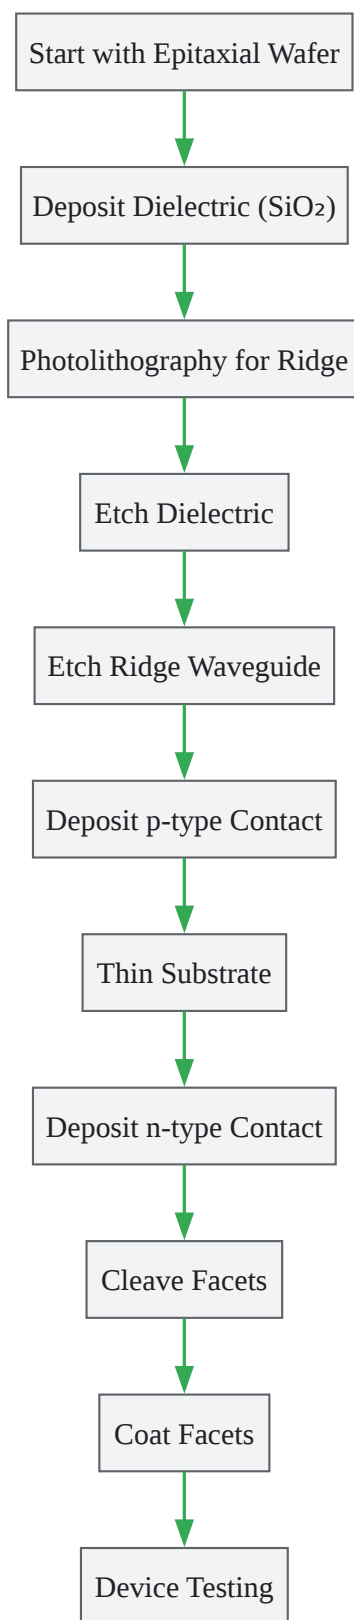 Start with Epitaxial Wafer
Deposit Dielectric (SiO₂)
Photolithography for Ridge
Etch Dielectric
Etch Ridge Waveguide
Deposit p-type Contact
Thin Substrate
Deposit n-type Contact
Cleave Facets
Coat Facets
Device Testing